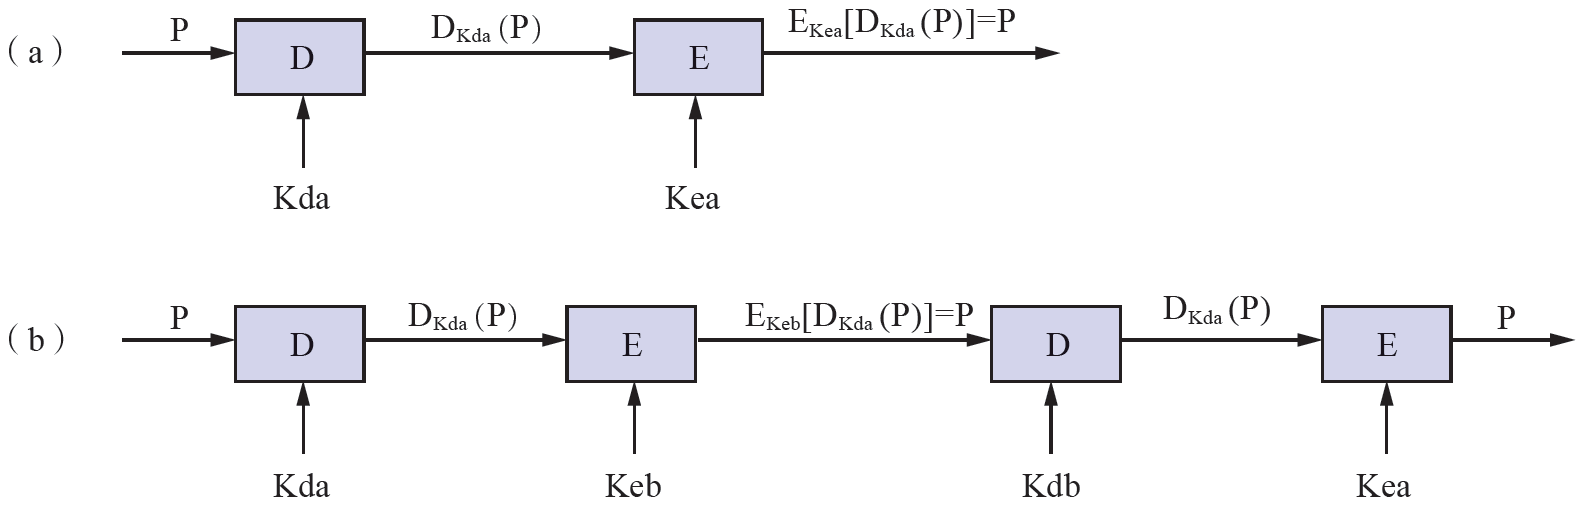 (a) P D D_Kda(P) E E_Kea[D_Kda(P)]=P
Kda Kea
(b) P D D_Kda(P) E E_Keb[D_Kda(P)]=P D D_Kda(P) E P
Kda Keb Kdb Kea